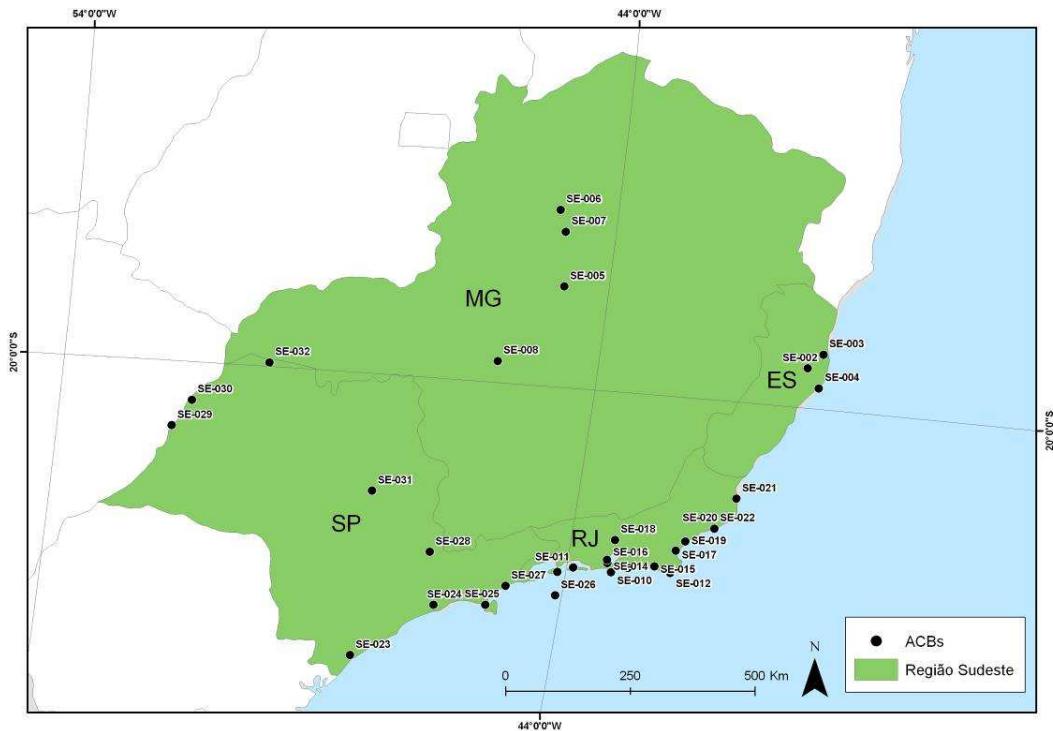 54°0'0"W
44°0'0"W
SE-006
SE-007
SE-005
MG
20°0'0"S
SE-003
SE-002
SE-032
SE-008
ES
SE-004
SE-030
SE-029
20°0'0"S
SE-031
SE-021
SP
SE-020
SE-022
RJ
SE-018
SE-019
SE-028
SE-011
SE-016
SE-017
SE-014
SE-015
SE-027
SE-010
SE-012
SE-026
SE-024
SE-025
SE-023
N
ACBs
Região Sudeste
0
250
500 Km
44°0'0"W